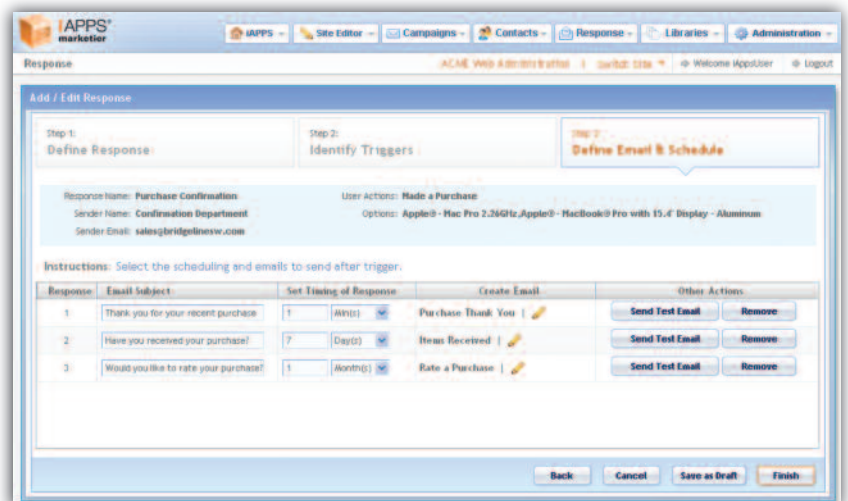 IAPPS®
marketier
iAPPS
Site Editor
Campaigns
Contacts
Response
Libraries
Administration
Response
ACME Web Administration | Switch Site
Welcome iAppsUser
Logout
Add / Edit Response
Step 1:
Define Response
Step 2:
Identify Triggers
Step 3:
Define Email & Schedule
Response Name: Purchase Confirmation
User Actions: Made a Purchase
Sender Name: Confirmation Department
Options: Apple® - Mac Pro 2.26GHz,Apple® - MacBook® Pro with 15.4" Display - Aluminum
Sender Email: sales@bridgelinesw.com
Instructions: Select the scheduling and emails to send after trigger.
Response Email Subject Set Timing of Response Create Email Other Actions
1 Thank you for your recent purchase 1 Min(s) Purchase Thank You | Send Test Email Remove
2 Have you received your purchase? 7 Day(s) Items Received | Send Test Email Remove
3 Would you like to rate your purchase? 1 Month(s) Rate a Purchase | Send Test Email Remove
Back Cancel Save as Draft Finish